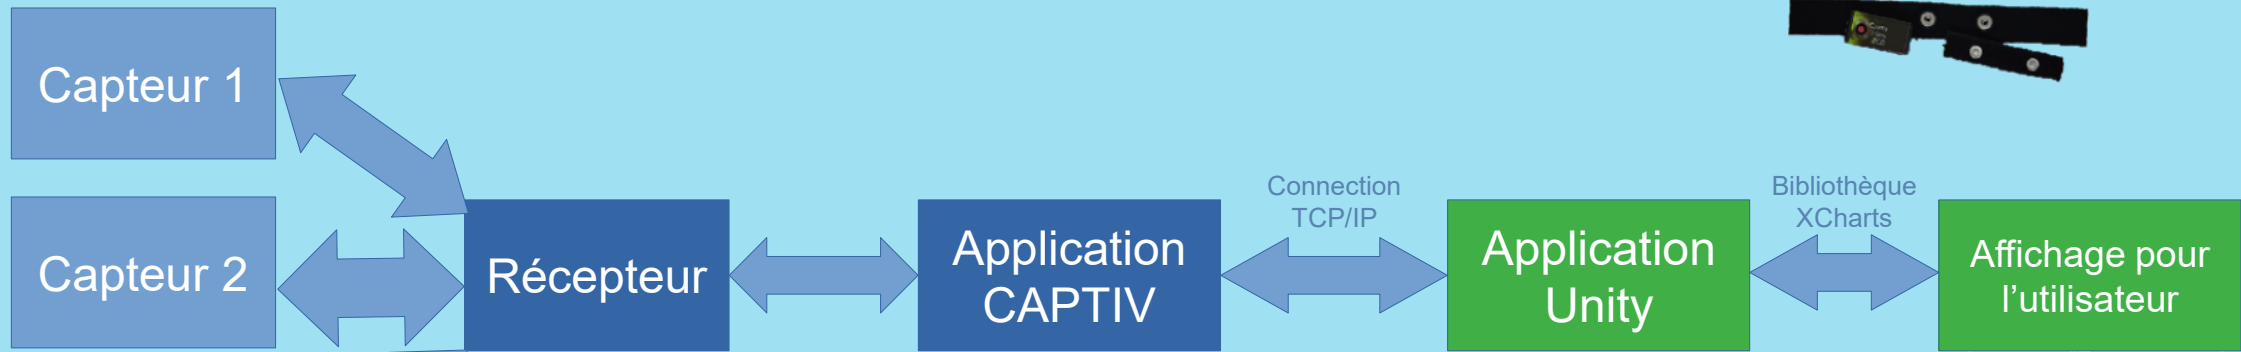 Capteur 1
Capteur 2
Récepteur
Application
CAPTIV
Connection
TCP/IP
Application
Unity
Bibliothèque
XCharts
Affichage pour
l’utilisateur